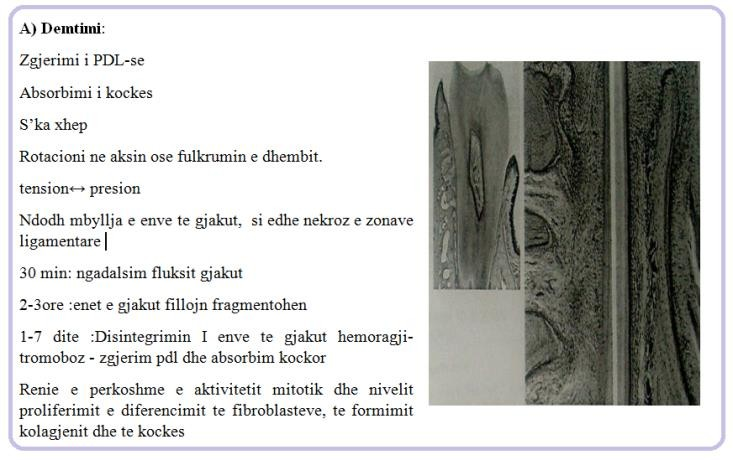 A) Demtimi:
Zgjerimi i PDL-se
Absorbimi i kockes
S’ka xhep
Rotacioni ne aksin ose fulkrumin e dhembit.
tension↔ presion
Ndodh mbyllja e enve te gjakut, si edhe nekroz e zonave
ligamentare
30 min: ngadalsim fluksit gjakut
2-3ore :enet e gjakut fillojn fragmentohen
1-7 dite :Disintegrimin I enve te gjakut hemoragji-
tromoboz - zgjerim pdl dhe absorbim kockor
Renie e perkoshme e aktivitetit mitotik dhe nivelit
proliferimit e diferencimit te fibroblasteve, te formimit
kolagjenit dhe te kockes